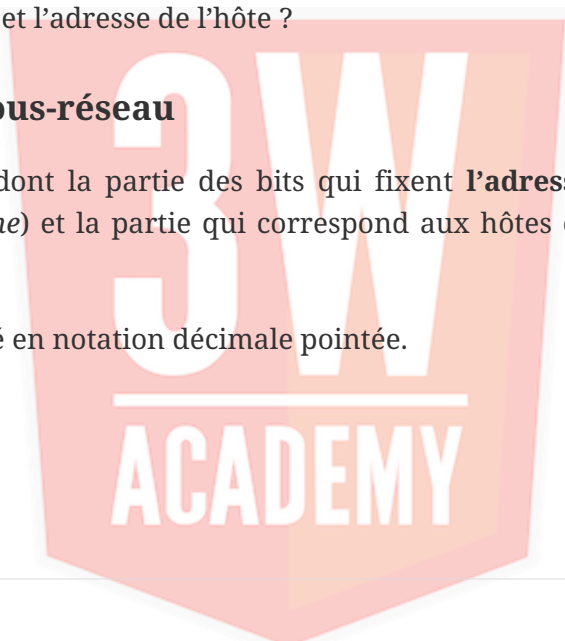 et l’adresse de l’hôte ?
ous-réseau
dont la partie des bits qui fixent l’adress
ne) et la partie qui correspond aux hôtes
é en notation décimale pointée.
3W
ACADEMY